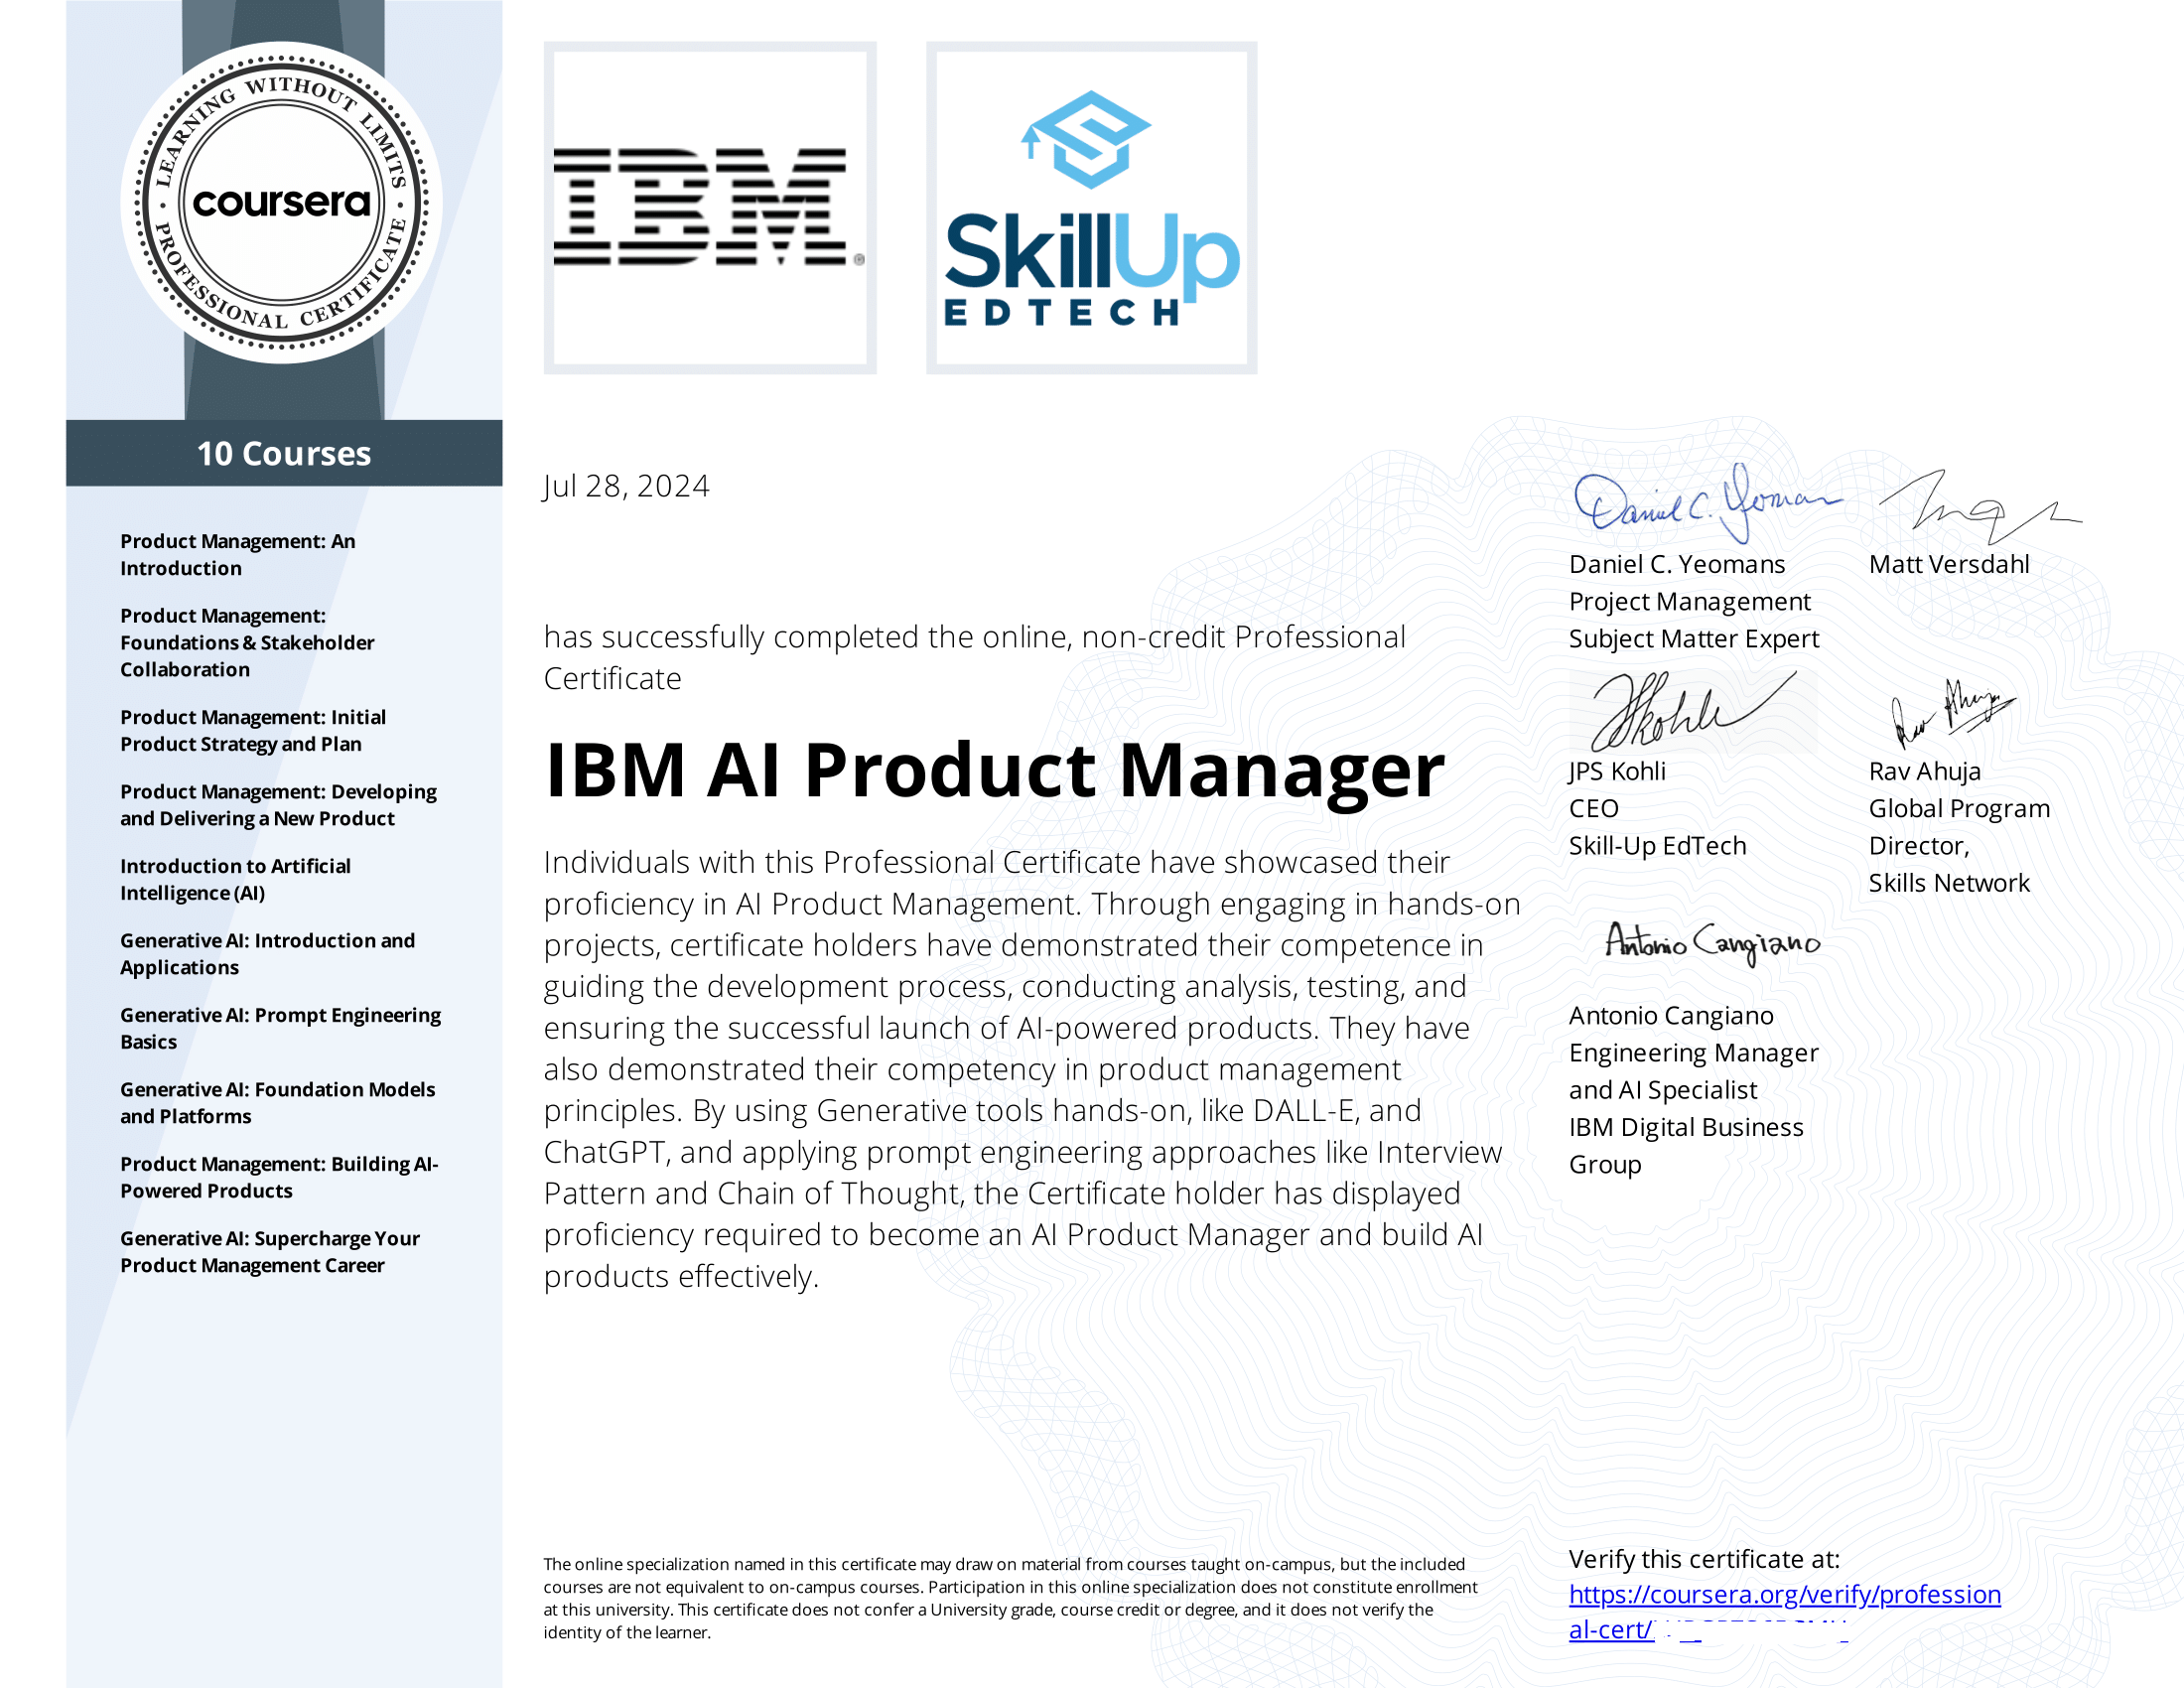 LEARNING WITHOUT LIMITS
coursera
PROFESSIONAL CERTIFICATE
10 Courses
Product Management: An
Introduction
Product Management:
Foundations & Stakeholder
Collaboration
Product Management: Initial
Product Strategy and Plan
Product Management: Developing
and Delivering a New Product
Introduction to Artificial
Intelligence (AI)
Generative AI: Introduction and
Applications
Generative AI: Prompt Engineering
Basics
Generative AI: Foundation Models
and Platforms
Product Management: Building AI-
Powered Products
Generative AI: Supercharge Your
Product Management Career
IBM®
SkillUp
EDTECH
Jul 28, 2024
has successfully completed the online, non-credit Professional
Certificate
IBM AI Product Manager
Individuals with this Professional Certificate have showcased their
proficiency in AI Product Management. Through engaging in hands-on
projects, certificate holders have demonstrated their competence in
guiding the development process, conducting analysis, testing, and
ensuring the successful launch of AI-powered products. They have
also demonstrated their competency in product management
principles. By using Generative tools hands-on, like DALL-E, and
ChatGPT, and applying prompt engineering approaches like Interview
Pattern and Chain of Thought, the Certificate holder has displayed
proficiency required to become an AI Product Manager and build AI
products effectively.
The online specialization named in this certificate may draw on material from courses taught on-campus, but the included
courses are not equivalent to on-campus courses. Participation in this online specialization does not constitute enrollment
at this university. This certificate does not confer a University grade, course credit or degree, and it does not verify the
identity of the learner.
Daniel C. Yeoman
Daniel C. Yeomans
Project Management
Subject Matter Expert
Matt Versdahl
JPS Kohli
CEO
Skill-Up EdTech
Rav Ahuja
Rav Ahuja
Global Program
Director,
Skills Network
Antonio Cangiano
Antonio Cangiano
Engineering Manager
and AI Specialist
IBM Digital Business
Group
Verify this certificate at:
https://coursera.org/verify/profession
al-cert/